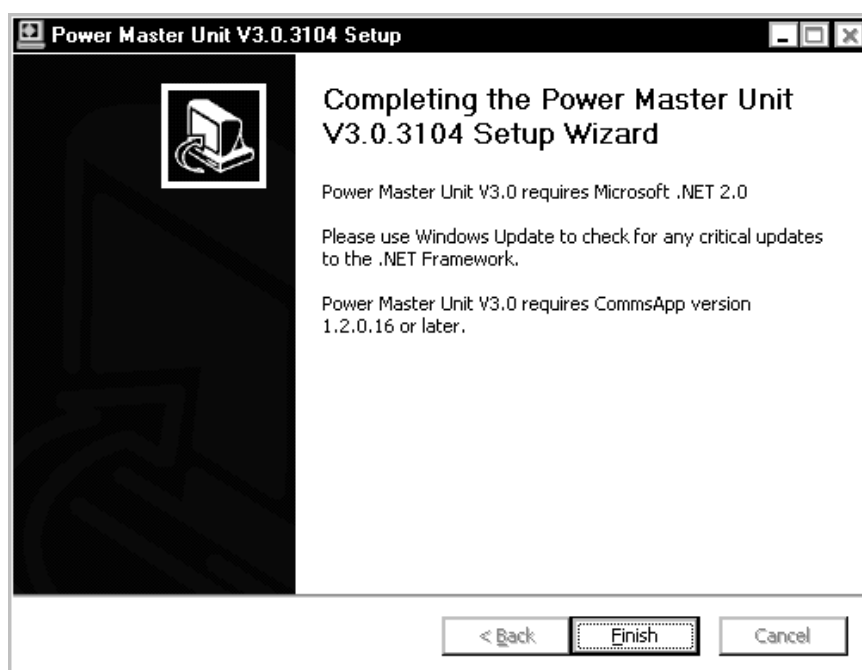 Power Master Unit V3.0.3104 Setup
Completing the Power Master Unit
V3.0.3104 Setup Wizard
Power Master Unit V3.0 requires Microsoft .NET 2.0
Please use Windows Update to check for any critical updates
to the .NET Framework.
Power Master Unit V3.0 requires CommsApp version
1.2.0.16 or later.
< Back
Finish
Cancel